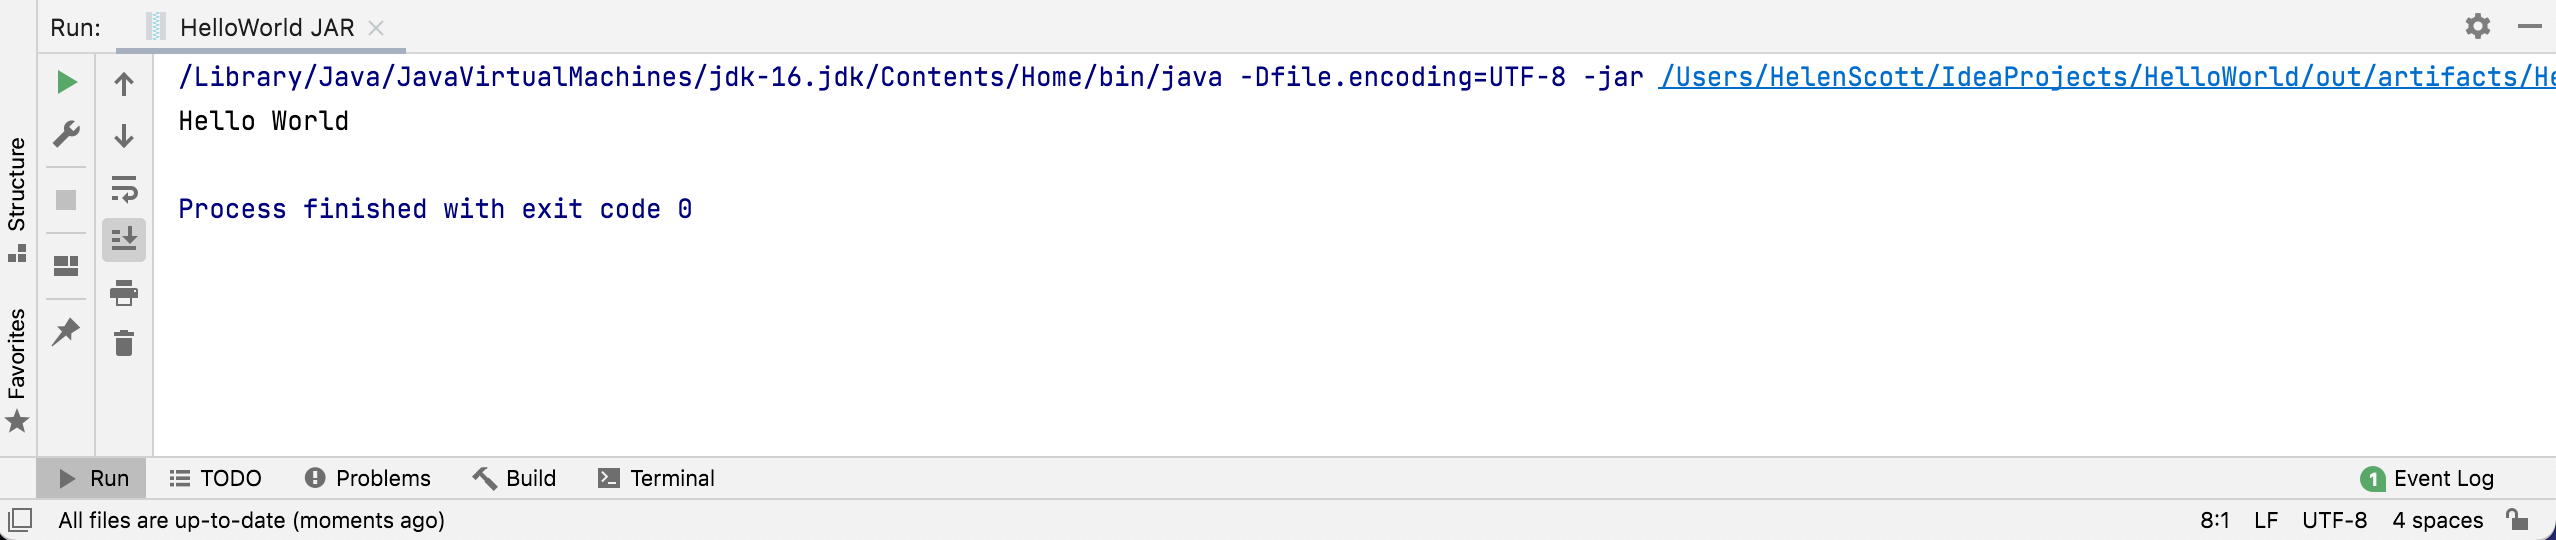 Run: HelloWorld JAR
/Library/Java/JavaVirtualMachines/jdk-16.jdk/Contents/Home/bin/java -Dfile.encoding=UTF-8 -jar /Users/HelenScott/IdeaProjects/HelloWorld/out/artifacts/He
Hello World
Process finished with exit code 0
Structure
Favorites
Run TODO Problems Build Terminal 1 Event Log
All files are up-to-date (moments ago) 8:1 LF UTF-8 4 spaces